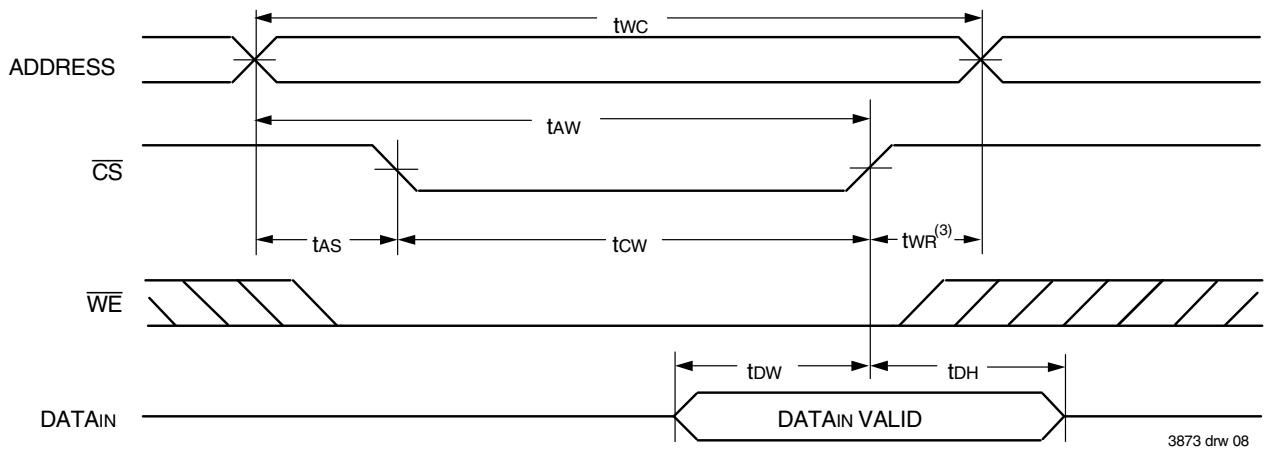 tWC
ADDRESS
tAW
CS
tAS tCW tWR(3)
WE
tDW tDH
DATAIN DATAIN VALID
3873 drw 08